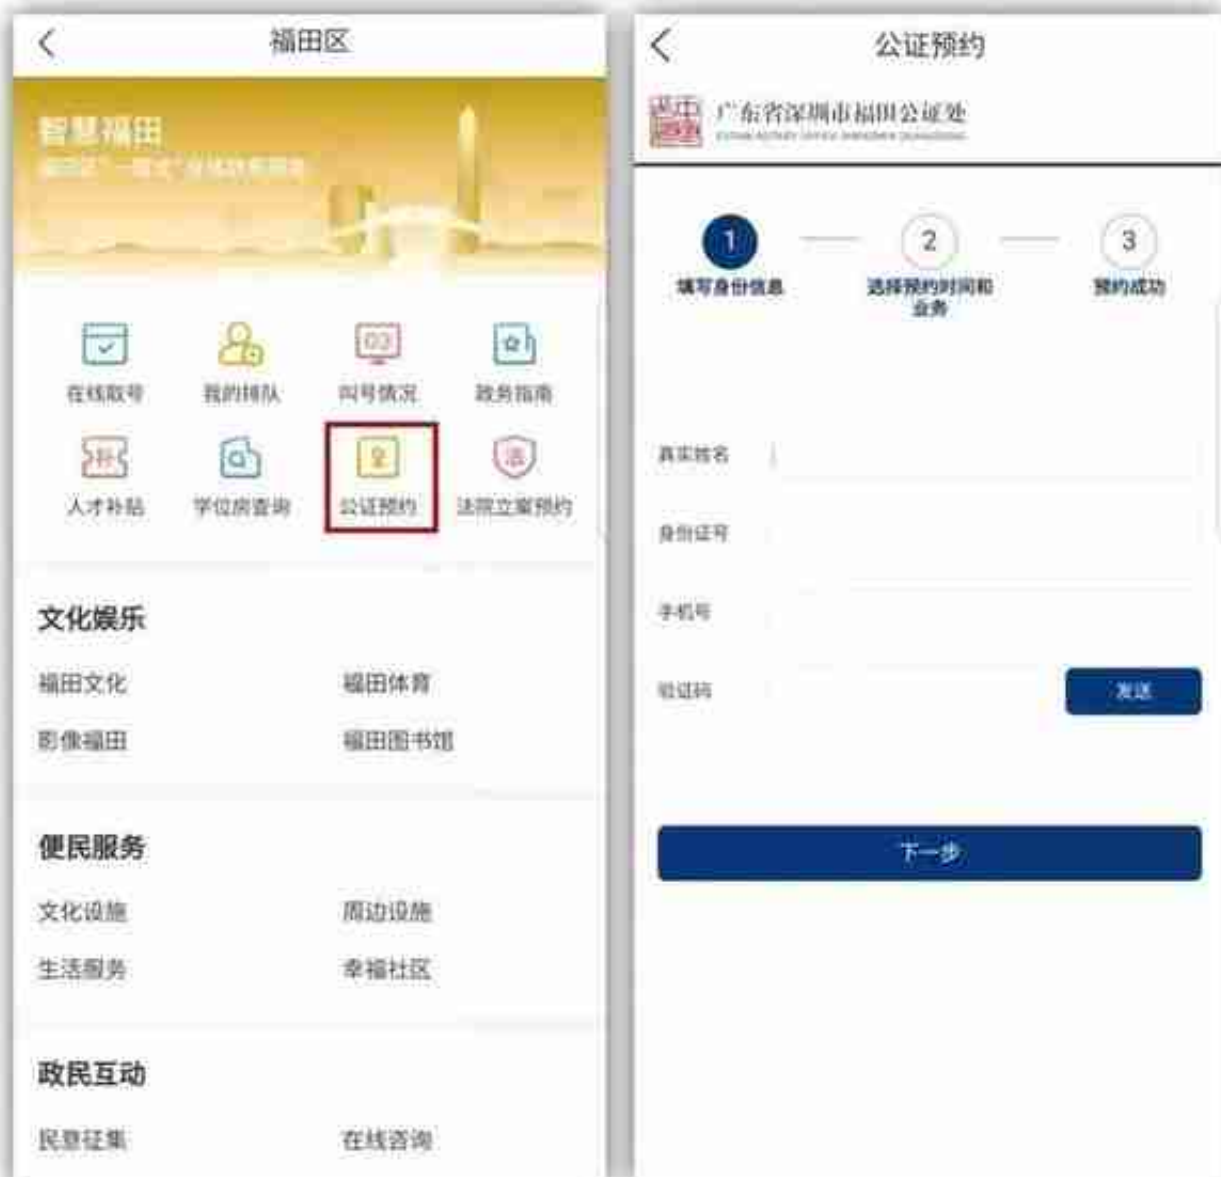 福田区
智慧福田
在线取号
我的排队
叫号情况
政务指南
人才补贴
学位房查询
公证预约
法院立案预约
文化娱乐
福田文化
福田体育
影像福田
福田图书馆
便民服务
文化设施
周边设施
生活服务
幸福社区
政民互动
民意征集
在线咨询
公证预约
广东省深圳市福田公证处
1
2
3
填写身份信息
选择预约时间和
业务
预约成功
真实姓名
身份证号
手机号
验证码
发送
下一步